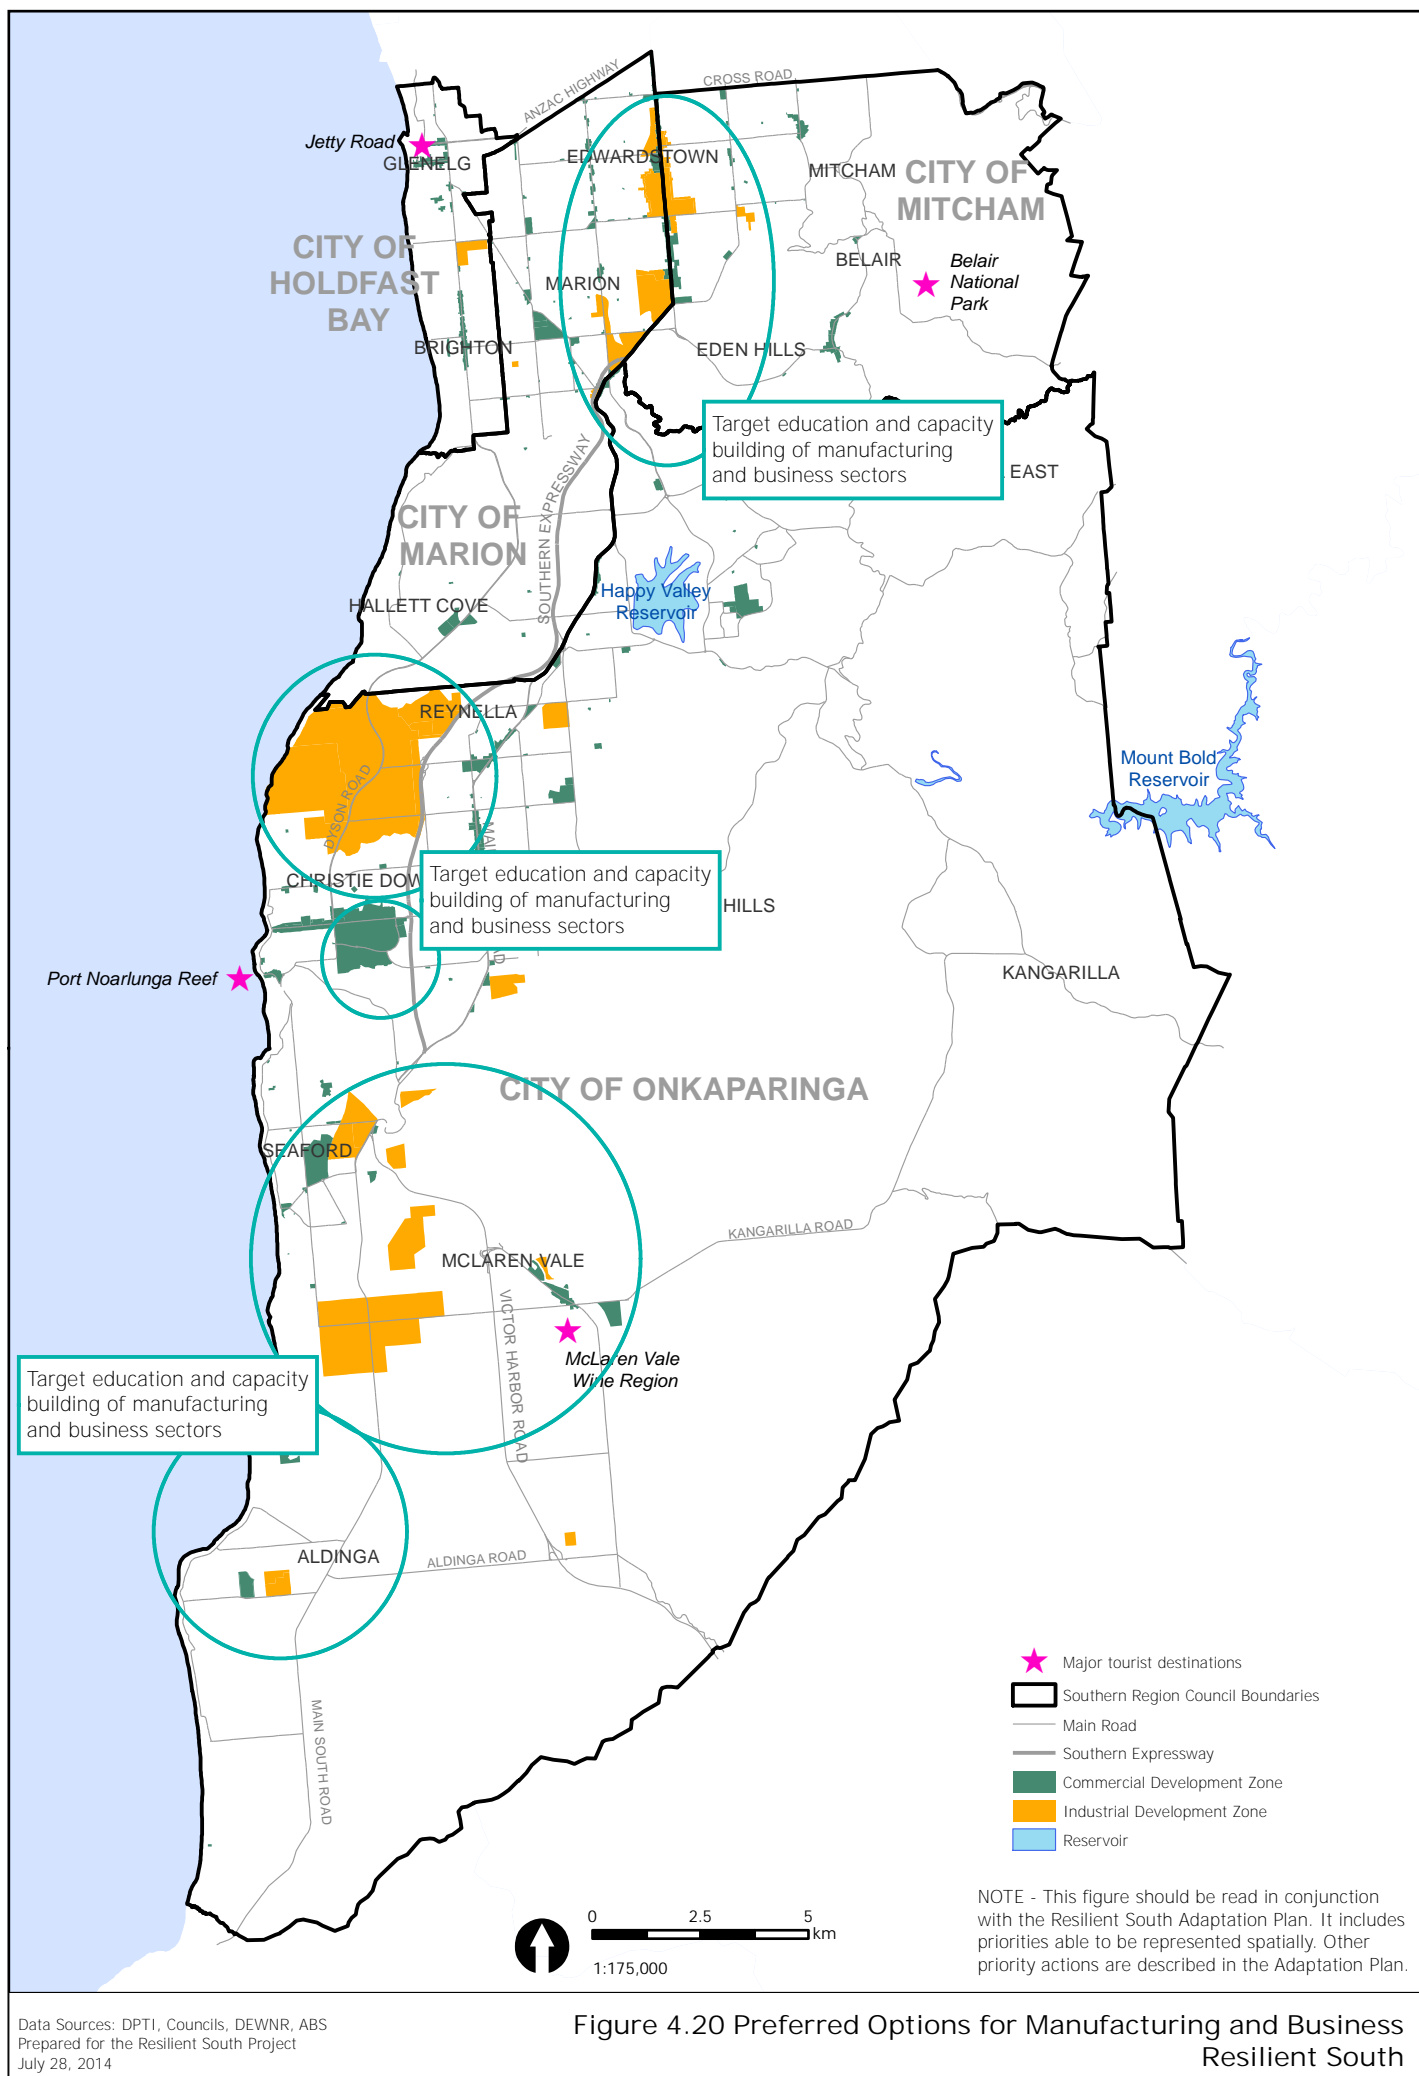 ANZAC HIGHWAY
CROSS ROAD
Jetty Road
GLENELG
EDWARDSTOWN
MITCHAM
CITY OF
MITCHAM
CITY OF
HOLDFAST
BAY
BELAIR
Belair
National
Park
MARION
BRIGHTON
EDEN HILLS
Target education and capacity
building of manufacturing
and business sectors
EAST
SOUTHERN EXPRESSWAY
CITY OF
MARION
Happy Valley
Reservoir
HALLETT COVE
REYNELLA
Mount Bold
Reservoir
DYSON ROAD
CHRISTIE DOW
Target education and capacity
building of manufacturing
and business sectors
HILLS
KANGARILLA
Port Noarlunga Reef
CITY OF ONKAPARINGA
SEAFORD
KANGARILLA ROAD
MCLAREN VALE
VICTOR HARBOR ROAD
McLaren Vale
Wine Region
Target education and capacity
building of manufacturing
and business sectors
ALDINGA
ALDINGA ROAD
MAIN SOUTH ROAD
Major tourist destinations
Southern Region Council Boundaries
Main Road
Southern Expressway
Commercial Development Zone
Industrial Development Zone
Reservoir
NOTE - This figure should be read in conjunction
with the Resilient South Adaptation Plan. It includes
priorities able to be represented spatially. Other
priority actions are described in the Adaptation Plan.
0 2.5 5
km
1:175,000
Data Sources: DPTI, Councils, DEWNR, ABS
Prepared for the Resilient South Project
July 28, 2014
Figure 4.20 Preferred Options for Manufacturing and Business
Resilient South